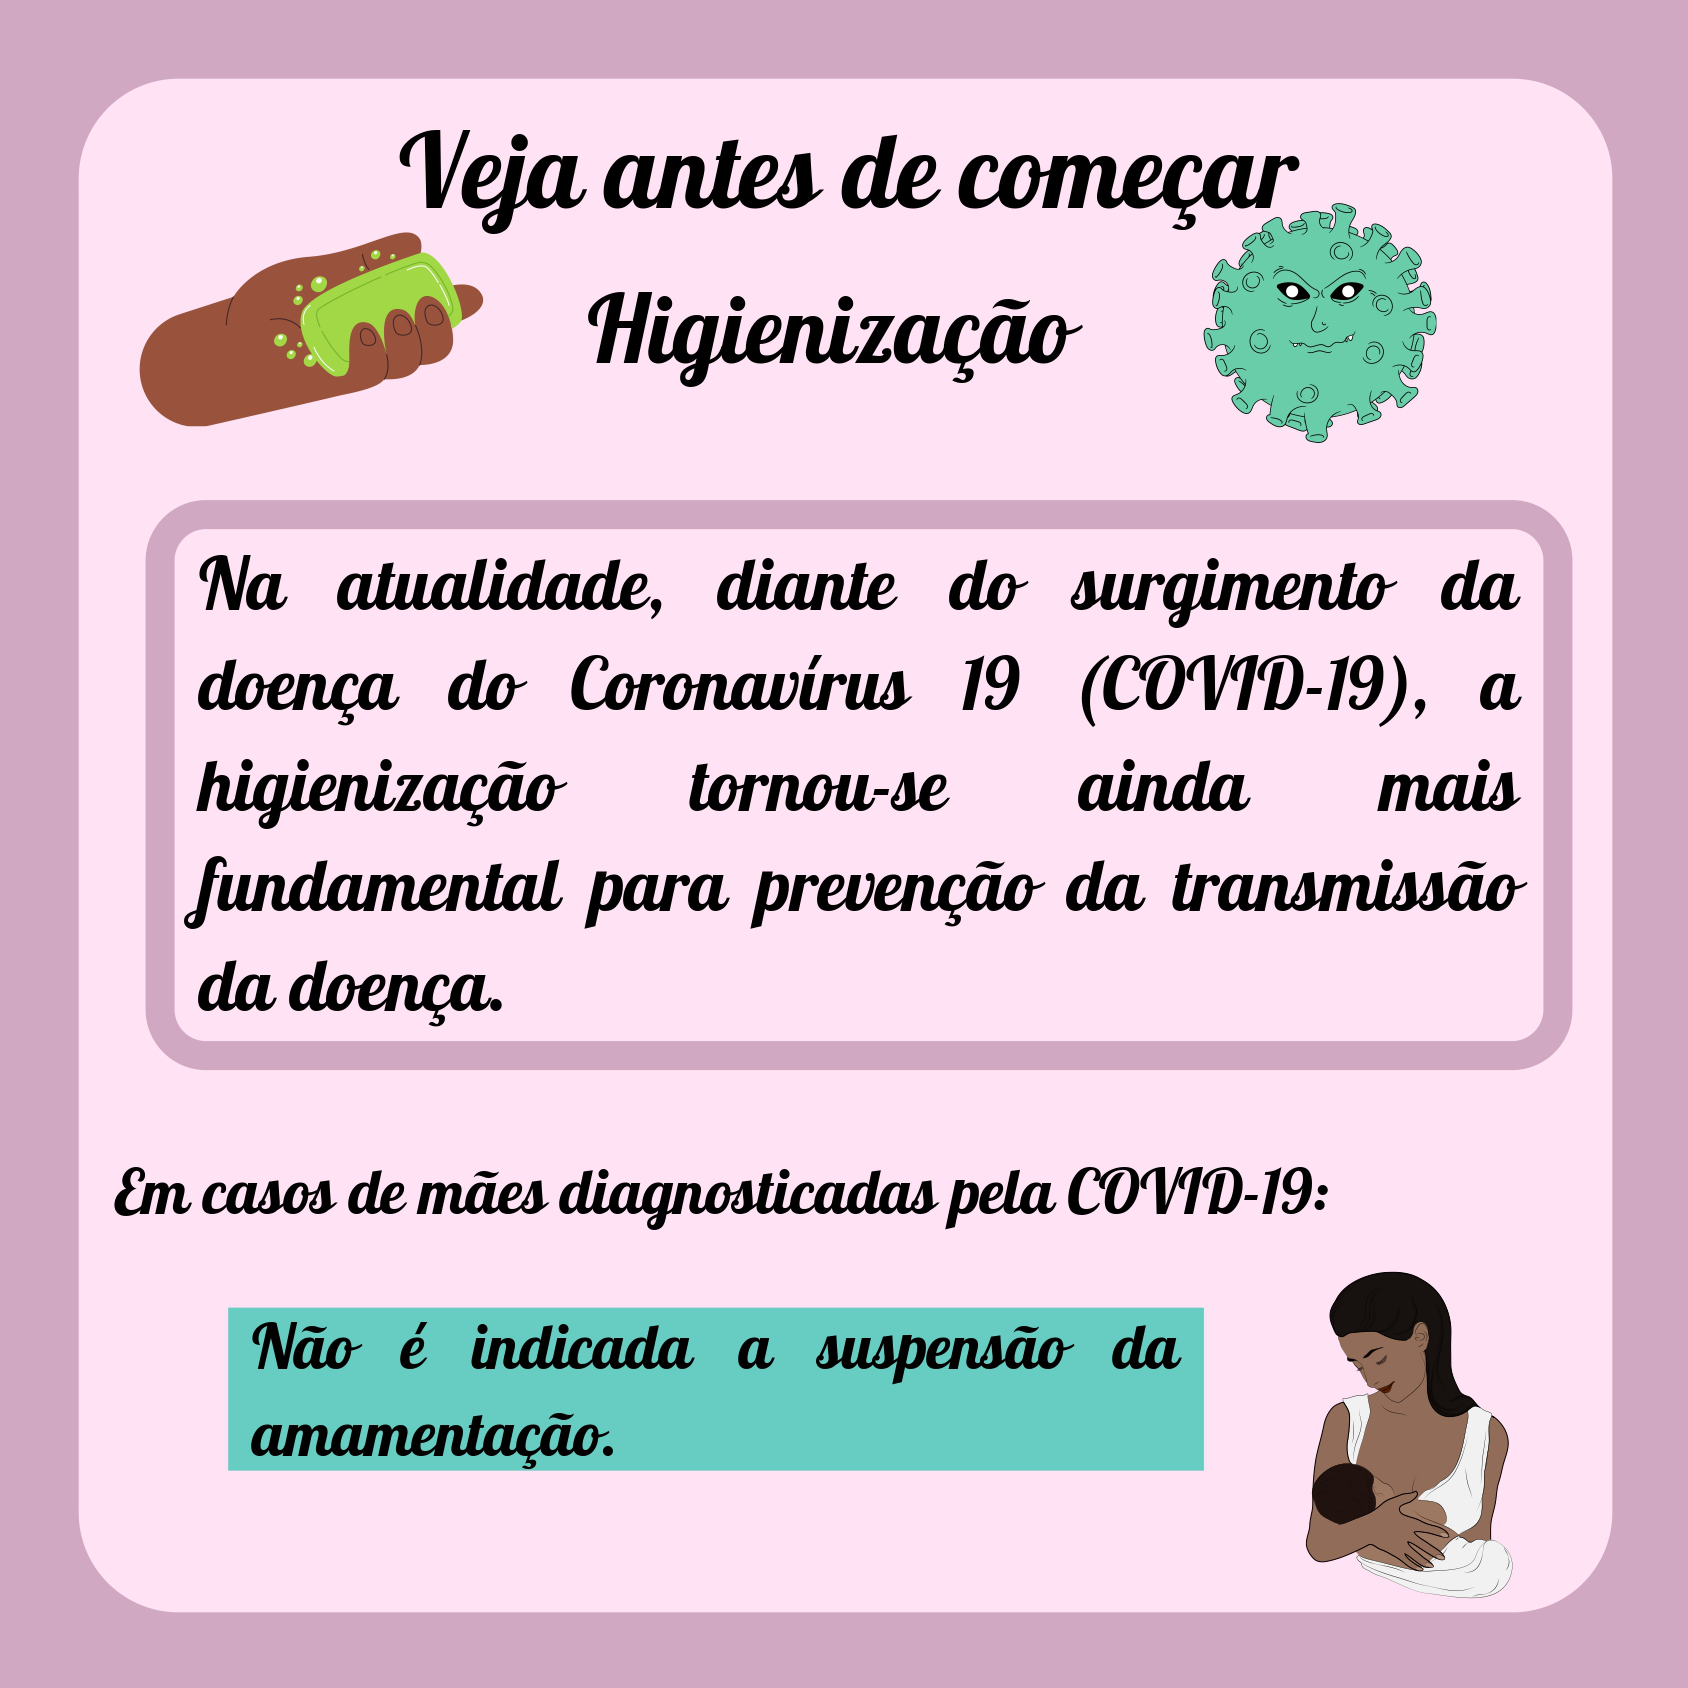 Veja antes de começar
Higienização
Na atualidade, diante do surgimento da
doença do Coronavírus 19 (COVID-19), a
higienização tornou-se ainda mais
fundamental para prevenção da transmissão
da doença.
Em casos de mães diagnosticadas pela COVID-19:
Não é indicada a suspensão da
amamentação.